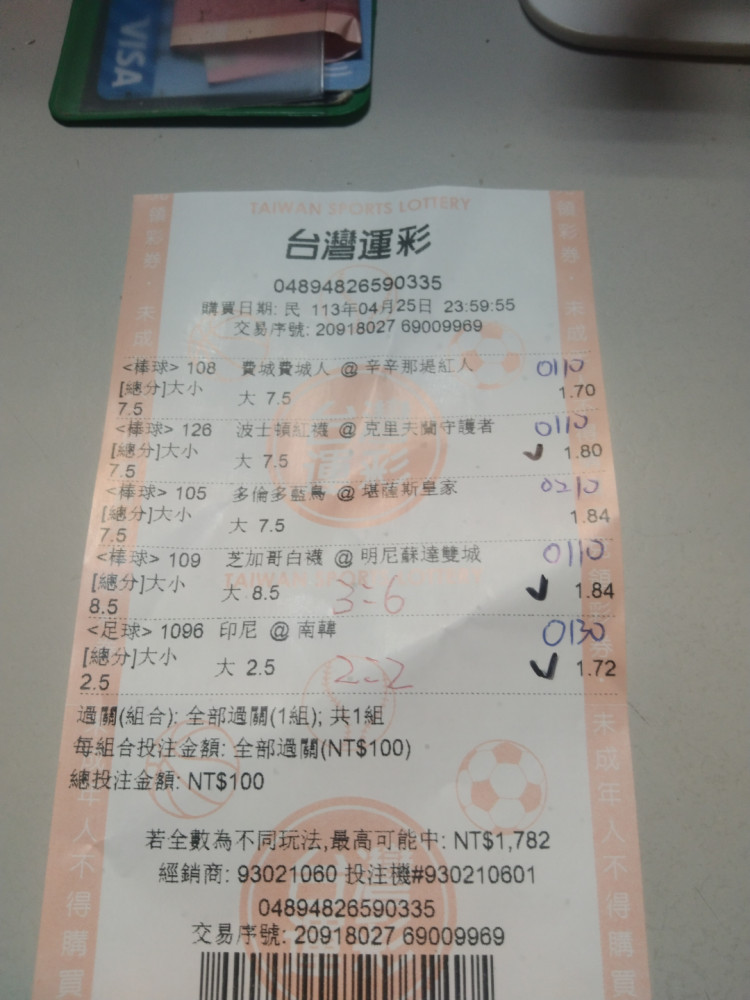 VISA
TAIWAN SPORTS LOTTERY
台灣運彩
04894826590335
購買日期: 民 113年04月25日 23:59:55
交易序號: 20918027 69009969
<棒球> 108 費城費城人 @ 辛辛那堤紅人 0110
[總分]大小 大 7.5 1.70
7.5
<棒球> 126 波士頓紅襪 @ 克里夫蘭守護者 0110
[總分]大小 大 7.5 ✓ 1.80
7.5
<棒球> 105 多倫多藍鳥 @ 堪薩斯皇家 0210
[總分]大小 大 7.5 1.84
7.5
<棒球> 109 芝加哥白襪 @ 明尼蘇達雙城 0110
[總分]大小 大 8.5 3=6 ✓ 1.84
8.5
<足球> 1096 印尼 @ 南韓 0130
[總分]大小 大 2.5 2=2 ✓ 1.72
2.5
過關(組合): 全部過關(1組); 共1組
每組合投注金額: 全部過關(NT$100)
總投注金額: NT$100
若全數為不同玩法,最高可能中: NT$1,782
經銷商: 93021060 投注機#930210601
04894826590335
交易序號: 20918027 69009969